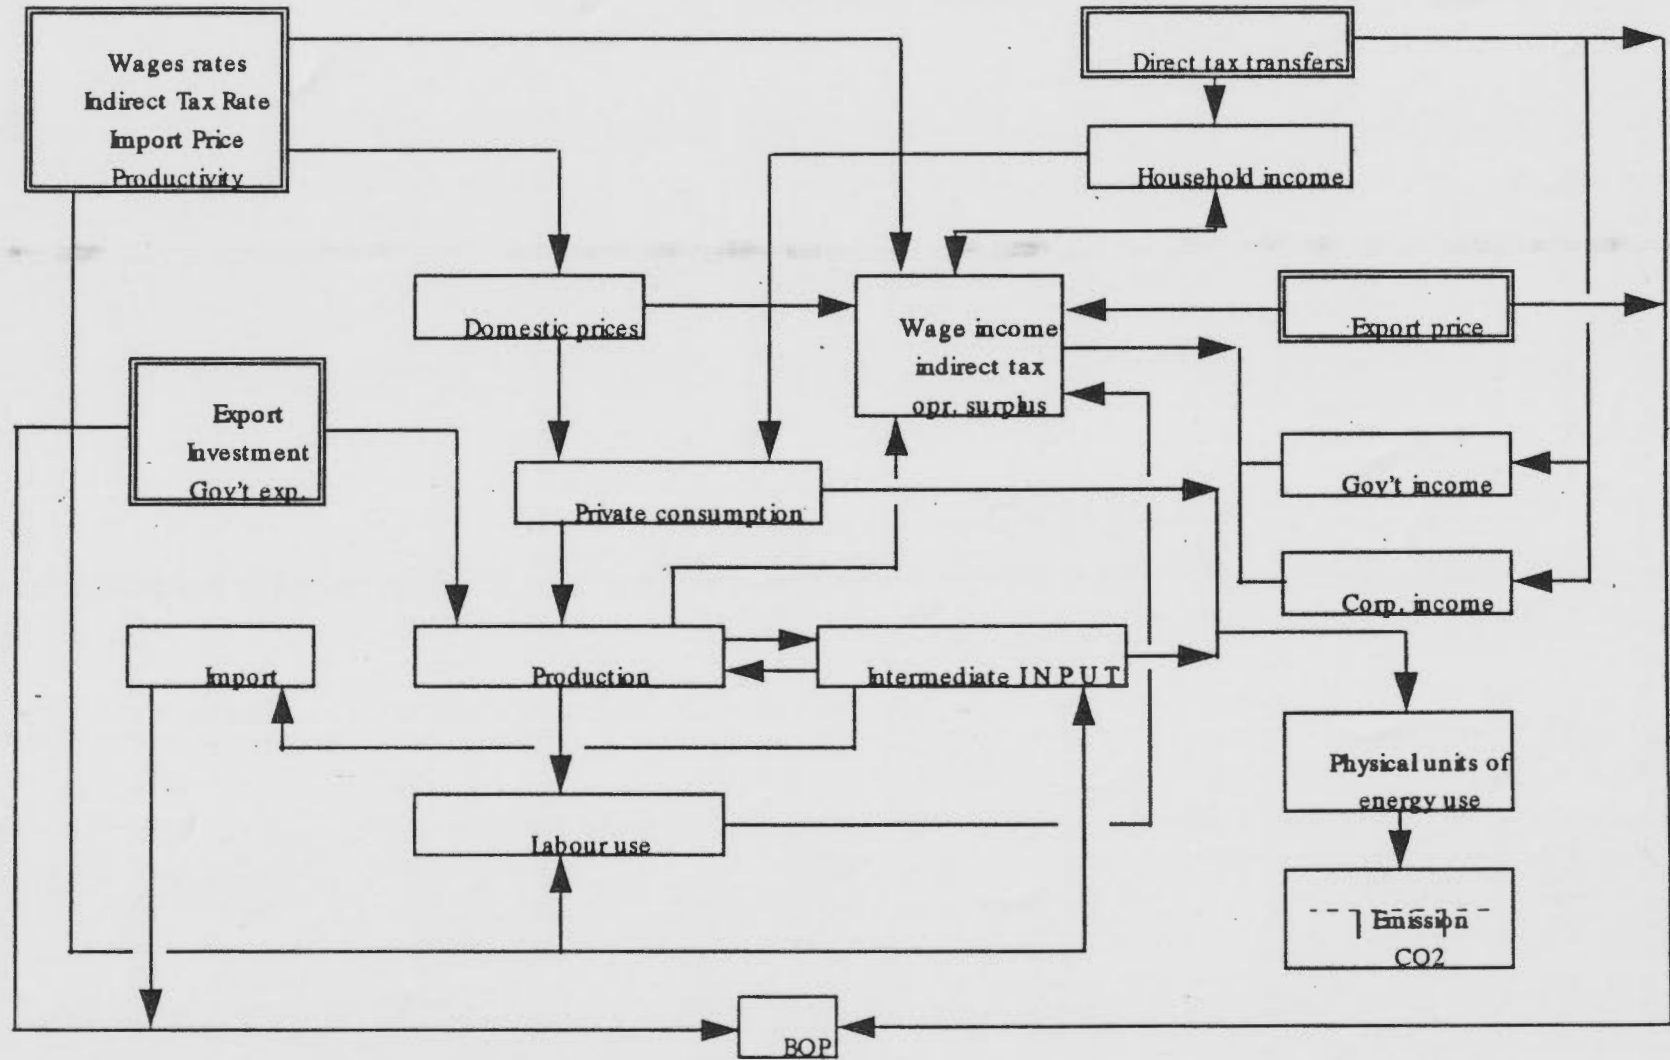 Wages rates
Indirect Tax Rate
Import Price
Productivity
Direct tax transfers
Household income
Domestic prices
Wage income
indirect tax
opr. surplus
Export price
Export
Investment
Gov't exp.
Private consumption
Gov't income
Corp. income
Import
Production
Intermediate INPUT
Physical units of
energy use
Labour use
Emission
CO2
BOP